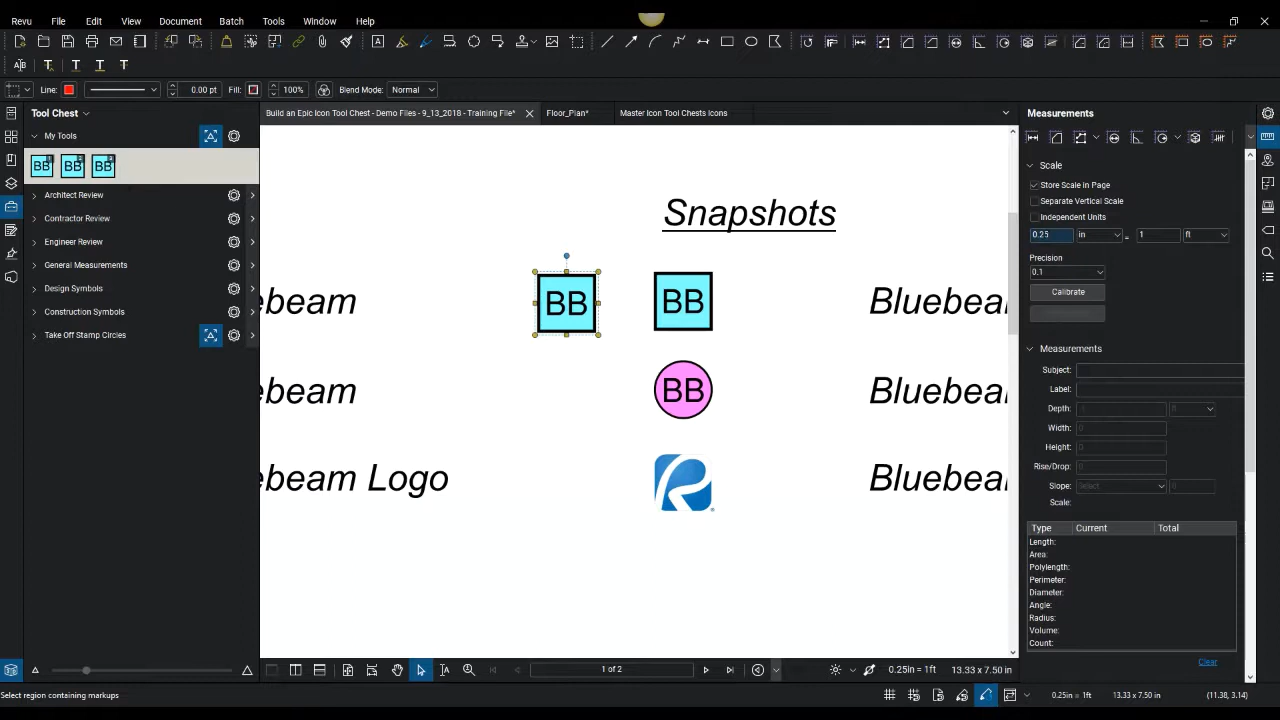 Revu File Edit View Document Batch Tools Window Help
Line: 0.00 pt Fill: 100% Blend Mode: Normal
Tool Chest
Build an Epic Icon Tool Chest - Demo Files - 9_13_2018 - Training File*
Floor_Plan*
Master Icon Tool Chests Icons
Measurements
My Tools
BB BB BB
Architect Review
Contractor Review
Engineer Review
General Measurements
Design Symbols
Construction Symbols
Take Off Stamp Circles
Snapshots
ebeam BB BB Bluebea
ebeam BB Bluebea
ebeam Logo Bluebea
Scale
Store Scale in Page
Separate Vertical Scale
Independent Units
0.25 in = 1 ft
Precision
0.1
Calibrate
Measurements
Subject:
Label:
Depth: ft
Width: 0
Height: 0
Rise/Drop: 0
Slope: Select 0
Scale:
Type Current Total
Length:
Area:
Polylength:
Perimeter:
Diameter:
Angle:
Radius:
Volume:
Count:
Clear
1 of 2
0.25in = 1ft 13.33 x 7.50 in
Select region containing markups
0.25in = 1ft 13.33 x 7.50 in (11.38, 3.14)